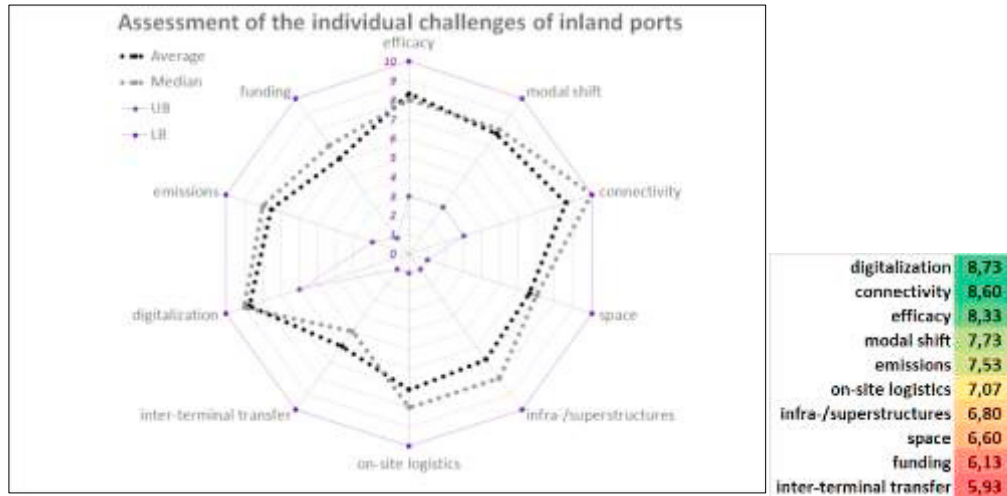 Assessment of the individual challenges of inland ports
Average
Median
UB
LB
efficacy
modal shift
connectivity
space
infra-/superstructures
on-site logistics
inter-terminal transfer
digitalization
emissions
funding
10
9
8
7
6
5
4
3
2
1
0
digitalization 8,73
connectivity 8,60
efficacy 8,33
modal shift 7,73
emissions 7,53
on-site logistics 7,07
infra-/superstructures 6,80
space 6,60
funding 6,13
inter-terminal transfer 5,93